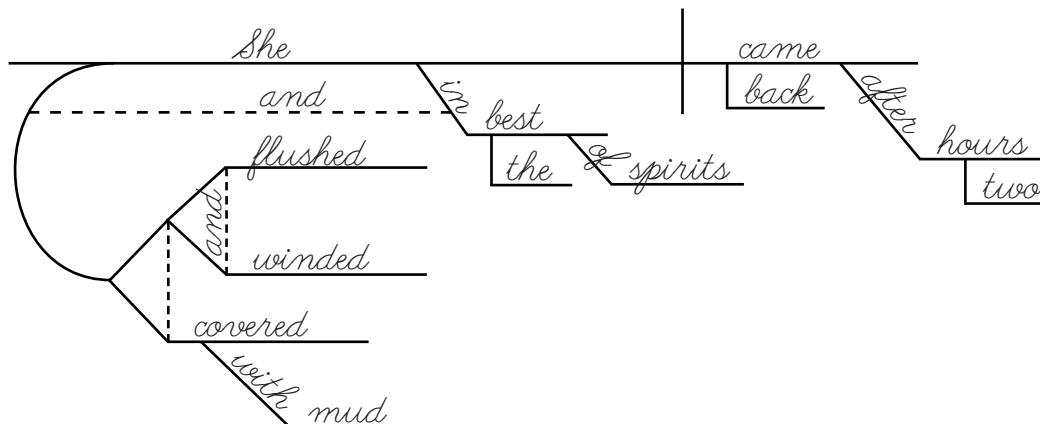 She came
and in back after
best
flushed the of spirits hours
and two
winded
covered
with mud